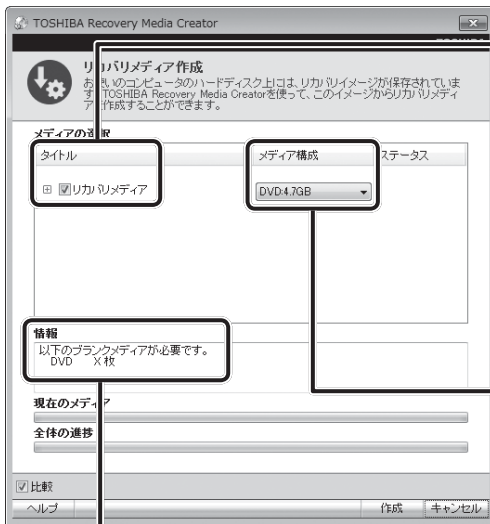 TOSHIBA Recovery Media Creator
リカバリメディア作成
お使いのコンピュータのハードディスク上には、リカバリイメージが保存されていま
す。TOSHIBA Recovery Media Creatorを使って、このイメージからリカバリメディ
アを作成することができます。
メディアの選択
タイトル メディア構成 ステータス
リカバリメディア DVD:4.7GB
情報
以下のブランクメディアが必要です。
DVD X枚
現在のメディア
全体の進捗
比較
ヘルプ 作成 キャンセル